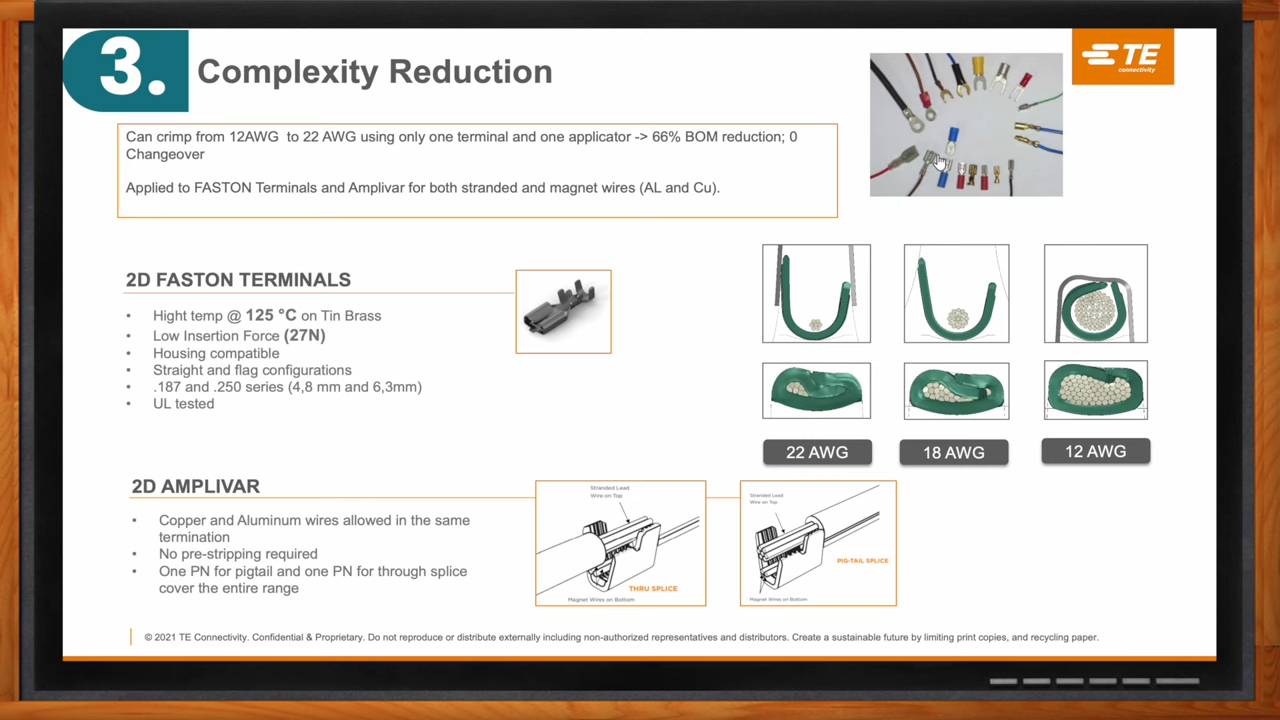 3.
Complexity Reduction
TE
connectivity
Can crimp from 12AWG to 22 AWG using only one terminal and one applicator -> 66% BOM reduction; 0
Changeover
Applied to FASTON Terminals and Amplivar for both stranded and magnet wires (AL and Cu).
2D FASTON TERMINALS
• Hight temp @ 125 °C on Tin Brass
• Low Insertion Force (27N)
• Housing compatible
• Straight and flag configurations
• .187 and .250 series (4,8 mm and 6,3mm)
• UL tested
22 AWG
18 AWG
12 AWG
2D AMPLIVAR
• Copper and Aluminum wires allowed in the same
termination
• No pre-stripping required
• One PN for pigtail and one PN for through splice
cover the entire range
Stranded Lead
Wire on Top
THRU SPLICE
Magnet Wires on Bottom
Stranded Lead
Wire on Top
PIG-TAIL SPLICE
Magnet Wires on Bottom
© 2021 TE Connectivity. Confidential & Proprietary. Do not reproduce or distribute externally including non-authorized representatives and distributors. Create a sustainable future by limiting print copies, and recycling paper.